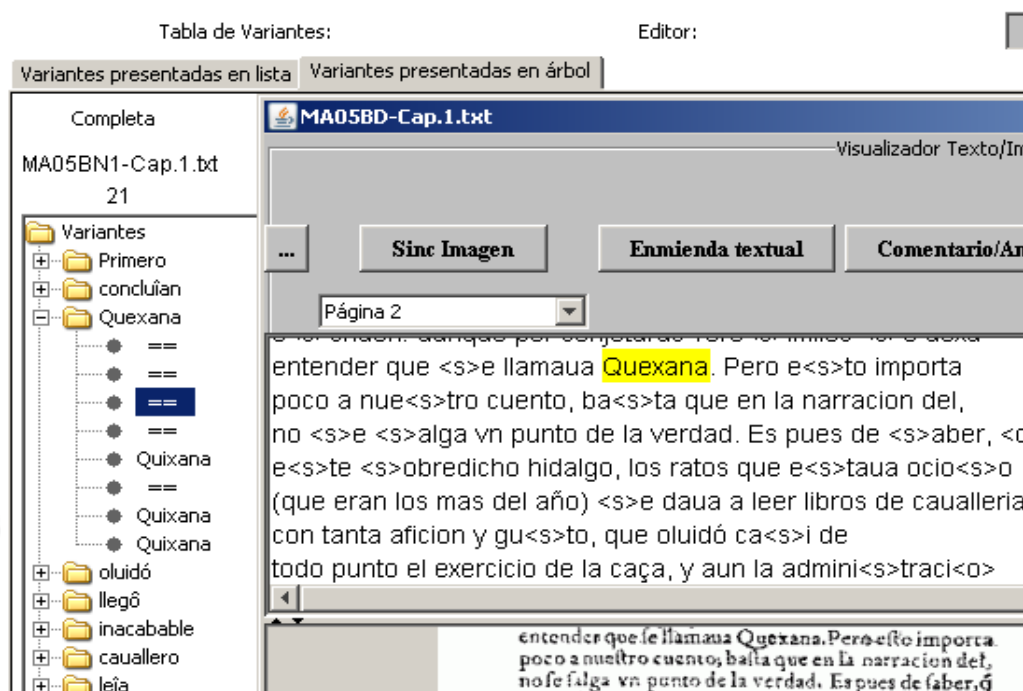 Tabla de Variantes:
Editor:
Variantes presentadas en lista
Variantes presentadas en árbol
Completa
MA05BN1-Cap.1.txt
21
Variantes
Primero
concluîan
Quexana
==
==
==
==
Quixana
==
Quixana
Quixana
oluidó
llegô
inacabable
cauallero
leîa
MA05BD-Cap.1.txt
Visualizador Texto/Im
...
Sinc Imagen
Enmienda textual
Comentario/An
Página 2
entender que <s>e llamaua Quexana. Pero e<s>to importa
poco a nue<s>tro cuento, ba<s>ta que en la narracion del,
no <s>e <s>alga vn punto de la verdad. Es pues de <s>aber, <q
e<s>te <s>obredicho hidalgo, los ratos que e<s>taua ocio<s>o
(que eran los mas del año) <s>e daua a leer libros de caualleria
con tanta aficion y gu<s>to, que oluidó ca<s>i de
todo punto el exercicio de la caça, y aun la admini<s>traci<o>
entender que ſe llamaua Quexana. Pero eſto importa
poco a nueſtro cuento; baſta que en la narracion del,
no ſe ſalga vn punto de la verdad. Es pues de ſaber, q̃